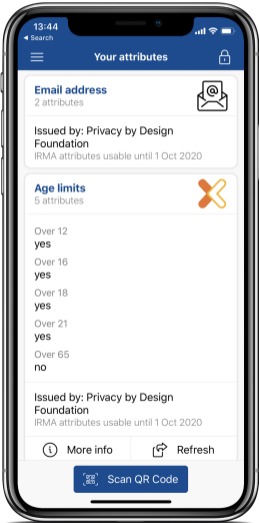 13:44
Search
Your attributes
Email address
2 attributes
Issued by: Privacy by Design
Foundation
IRMA attributes usable until 1 Oct 2020
Age limits
5 attributes
Over 12
yes
Over 16
yes
Over 18
yes
Over 21
yes
Over 65
no
Issued by: Privacy by Design
Foundation
IRMA attributes usable until 1 Oct 2020
More info
Refresh
Scan QR Code